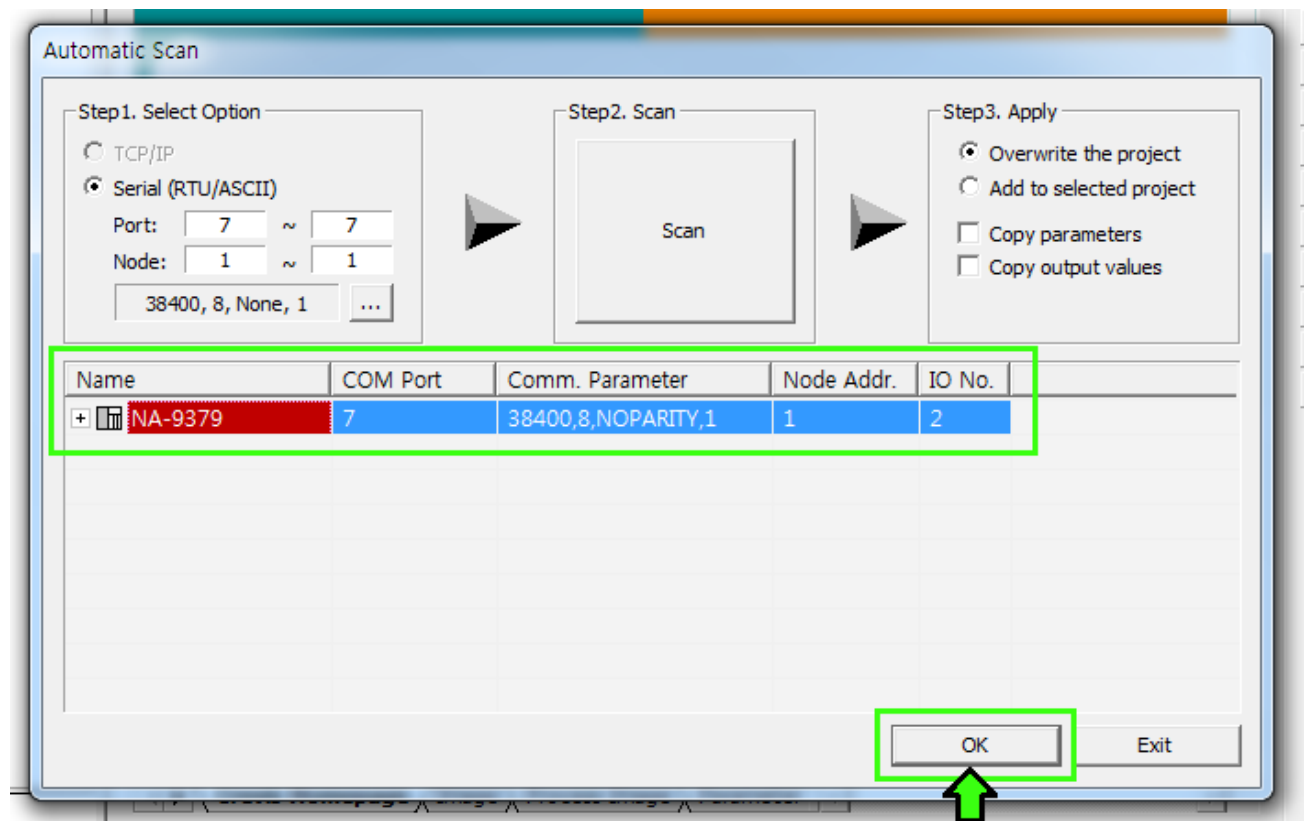 Automatic Scan
Step1. Select Option
TCP/IP
Serial (RTU/ASCII)
Port: 7 ~ 7
Node: 1 ~ 1
38400, 8, None, 1 ...
Step2. Scan
Scan
Step3. Apply
Overwrite the project
Add to selected project
Copy parameters
Copy output values
Name COM Port Comm. Parameter Node Addr. IO No.
NA-9379 7 38400,8,NOPARITY,1 1 2
OK Exit